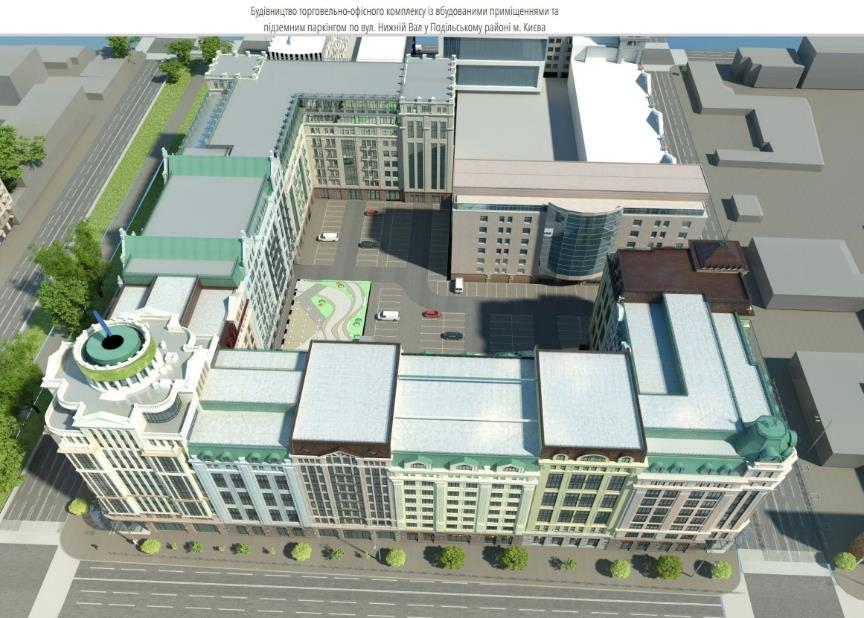 Будівництво торговельно-офісного комплексу із вбудованими приміщеннями та
підземним паркінгом по вул. Нижній Вал у Подільському районі м. Києва